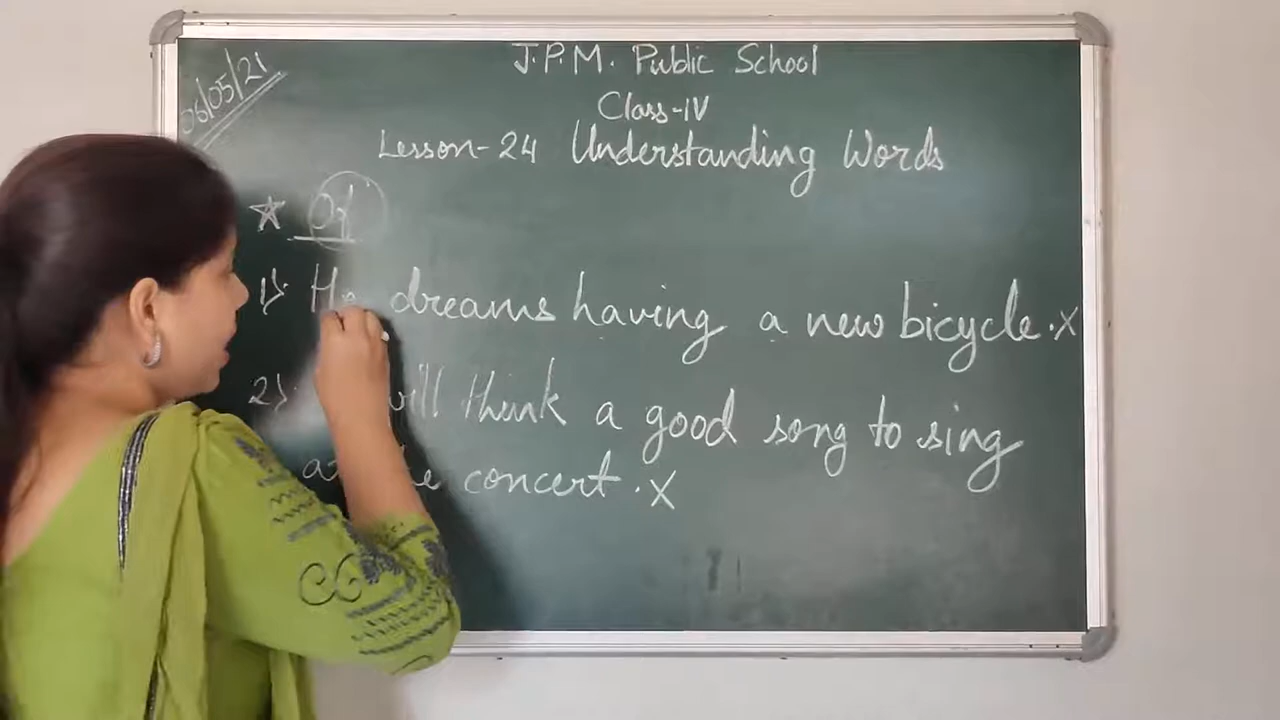 06/05/21
J.P.M. Public School
Class-IV
Lesson-24 Understanding Words
1) He dreams having a new bicycle. X
2) will think a good song to sing
concert. X